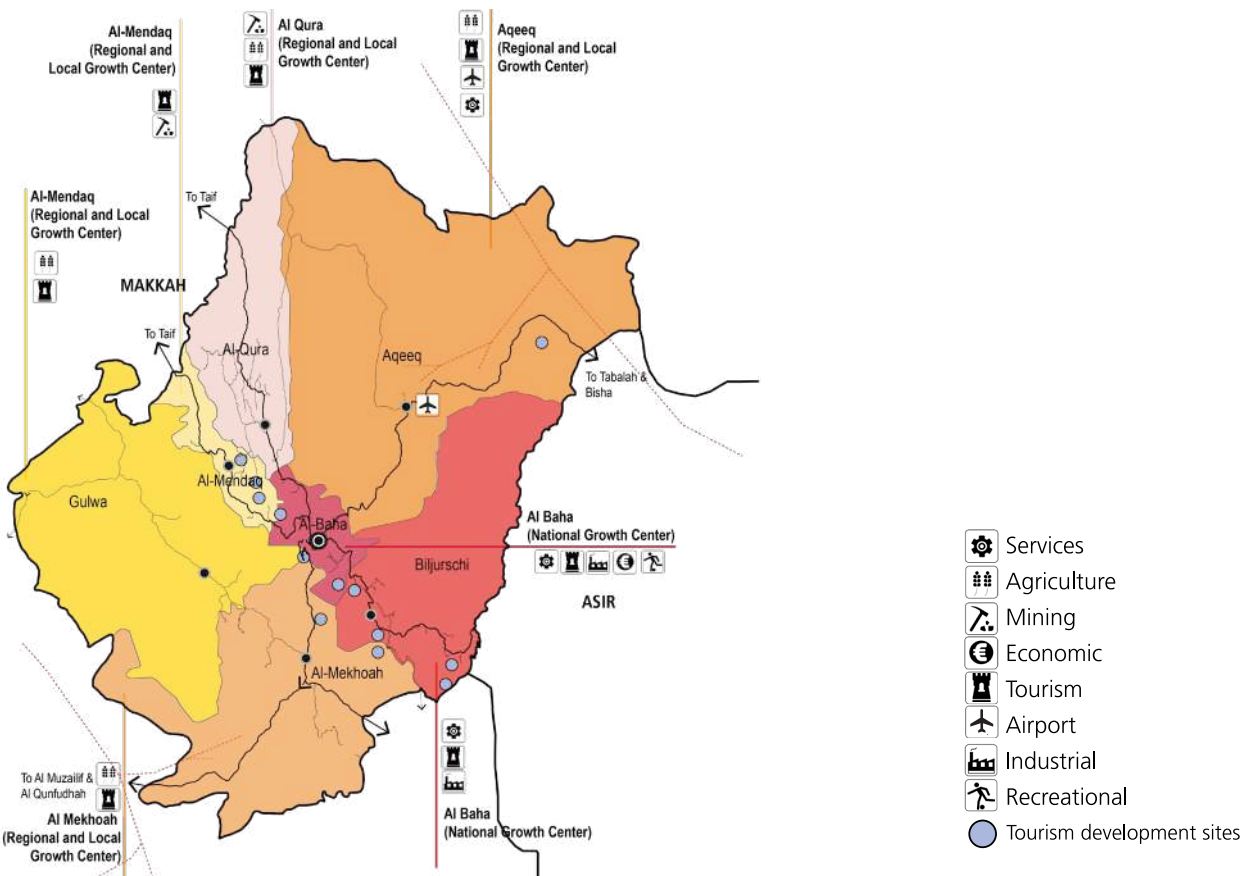 Al-Mendaq
(Regional and
Local Growth Center)
Al Qura
(Regional and Local
Growth Center)
Aqeeq
(Regional and Local
Growth Center)
Al-Mendaq
(Regional and Local
Growth Center)
To Taif
MAKKAH
To Taif
Al-Qura
Aqeeq
To Tabalah &
Bisha
Gulwa
Al-Mendaq
Al-Baha
Biljurschi
Al Baha
(National Growth Center)
ASIR
Al-Mekhoah
To Al Muzailif &
Al Qunfudhah
Al Mekhoah
(Regional and Local
Growth Center)
Al Baha
(National Growth Center)
Services
Agriculture
Mining
Economic
Tourism
Airport
Industrial
Recreational
Tourism development sites